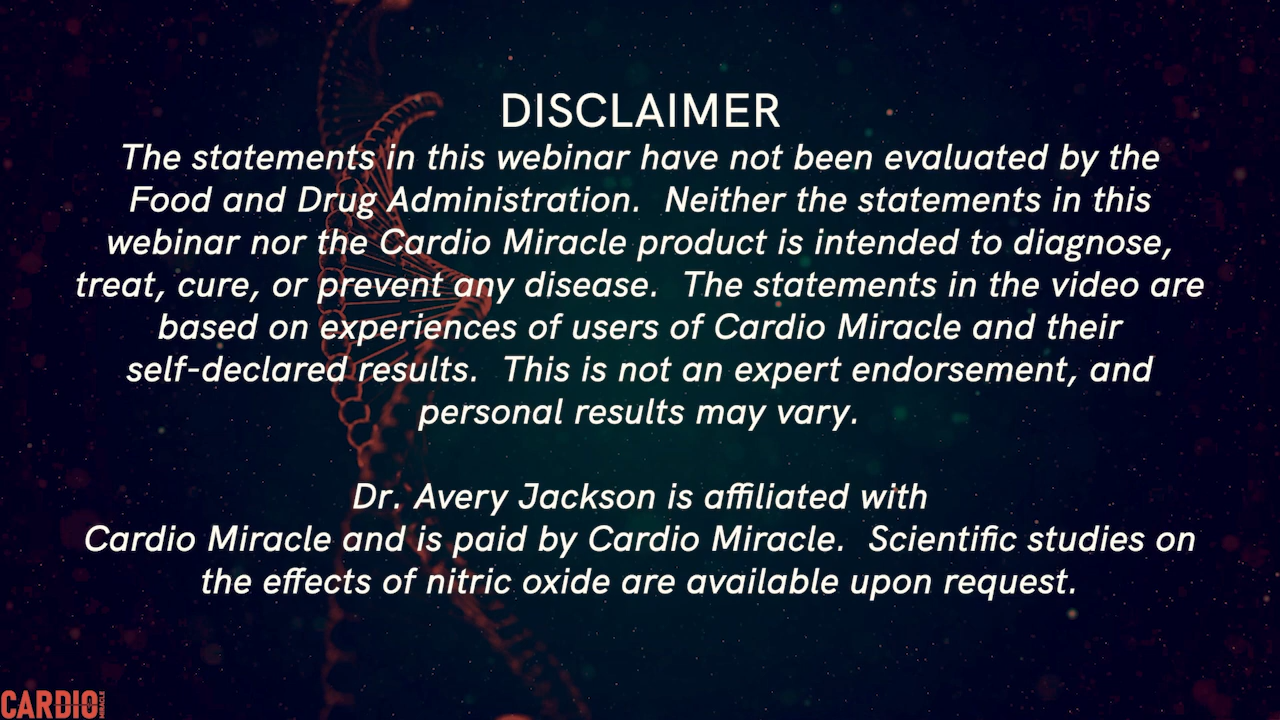 DISCLAIMER
The statements in this webinar have not been evaluated by the
Food and Drug Administration.  Neither the statements in this
webinar nor the Cardio Miracle product is intended to diagnose,
treat, cure, or prevent any disease.  The statements in the video are
based on experiences of users of Cardio Miracle and their
self-declared results.  This is not an expert endorsement, and
personal results may vary.
Dr. Avery Jackson is affiliated with
Cardio Miracle and is paid by Cardio Miracle.  Scientific studies on
the effects of nitric oxide are available upon request.
CARDIO
MIRACLE